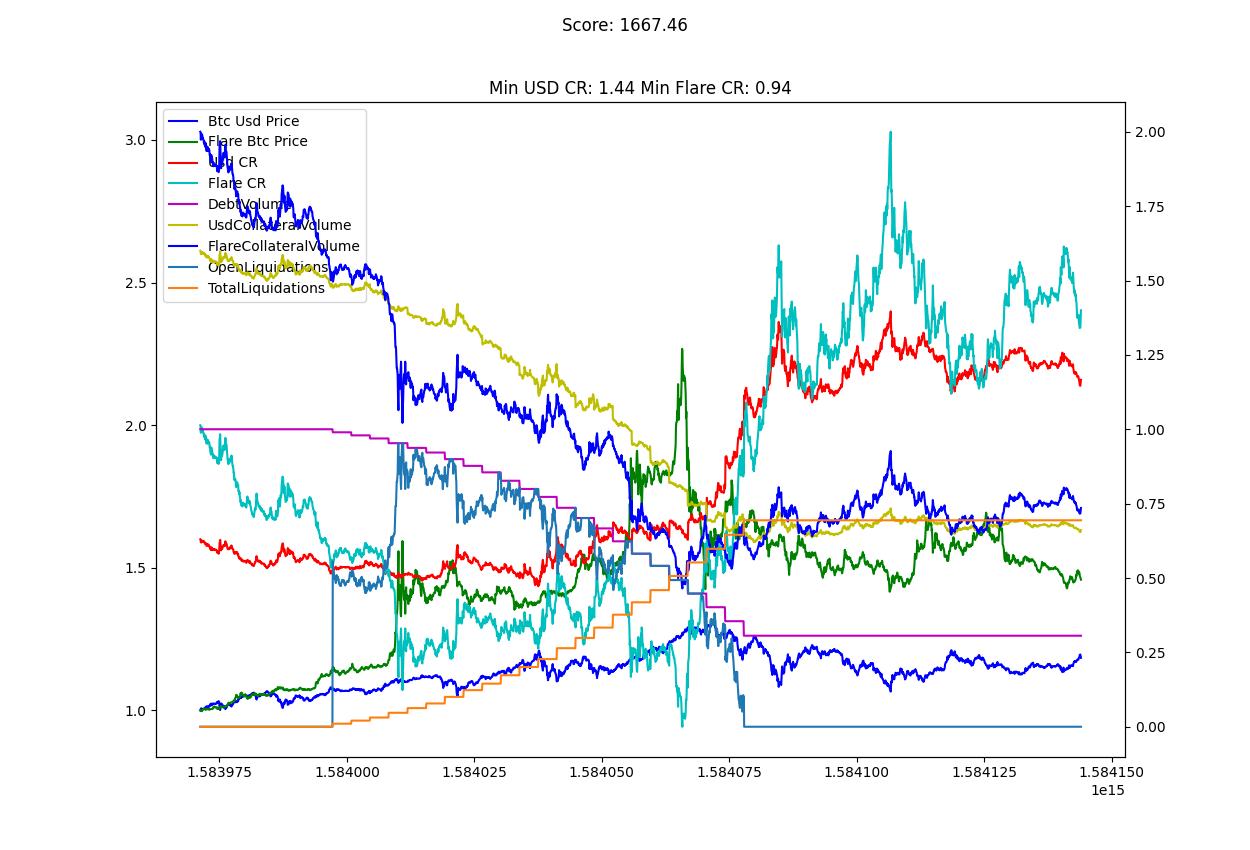 Score: 1667.46
Min USD CR: 1.44 Min Flare CR: 0.94
Btc Usd Price
Flare Btc Price
Usd CR
Flare CR
DebtVolume
UsdCollateralVolume
FlareCollateralVolume
OpenLiquidations
TotalLiquidations
3.0
2.5
2.0
1.5
1.0
2.00
1.75
1.50
1.25
1.00
0.75
0.50
0.25
0.00
1.583975
1.584000
1.584025
1.584050
1.584075
1.584100
1.584125
1.584150
1e15